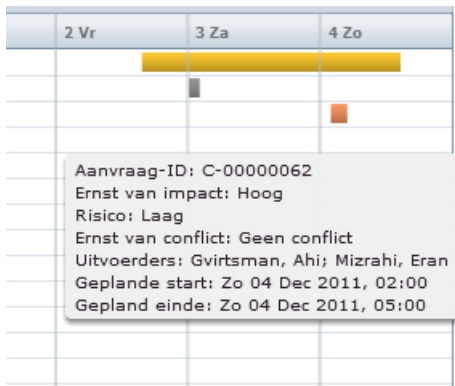 2 Vr 3 Za 4 Zo
Aanvraag-ID: C-00000062
Ernst van impact: Hoog
Risico: Laag
Ernst van conflict: Geen conflict
Uitvoerders: Gvirtsman, Ahi; Mizrahi, Eran
Geplande start: Zo 04 Dec 2011, 02:00
Gepland einde: Zo 04 Dec 2011, 05:00